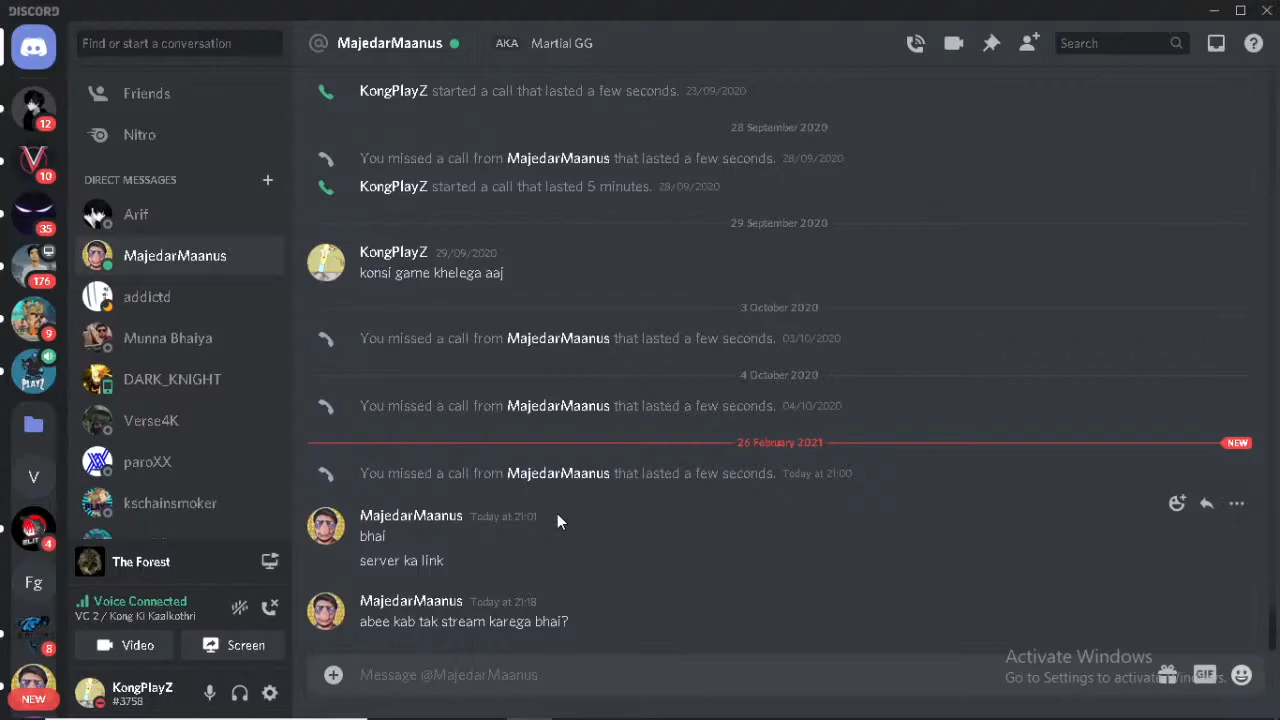 DISCORD
Find or start a conversation
MajedarMaanus AKA Martial GG
Search
Friends
Nitro
DIRECT MESSAGES
Arif
MajedarMaanus
addictd
Munna Bhaiya
DARK_KNIGHT
Verse4K
paroXX
kschainsmoker
The Forest
Voice Connected
VC 2 / Kong Ki Kaalkothri
Video Screen
KongPlayZ
#3758
12
V
10
35
176
9
PLAYZ
V
ELIT
4
Fg
8
NEW
KongPlayZ started a call that lasted a few seconds. 23/09/2020
28 September 2020
You missed a call from MajedarMaanus that lasted a few seconds. 28/09/2020
KongPlayZ started a call that lasted 5 minutes. 28/09/2020
29 September 2020
KongPlayZ 29/09/2020
konsi game khelega aaj
3 October 2020
You missed a call from MajedarMaanus that lasted a few seconds. 03/10/2020
4 October 2020
You missed a call from MajedarMaanus that lasted a few seconds. 04/10/2020
26 February 2021 NEW
You missed a call from MajedarMaanus that lasted a few seconds. Today at 21:00
MajedarMaanus Today at 21:01
bhai
server ka link
MajedarMaanus Today at 21:18
abee kab tak stream karega bhai?
Message @MajedarMaanus
GIF
Activate Windows
Go to Settings to activate Windows.